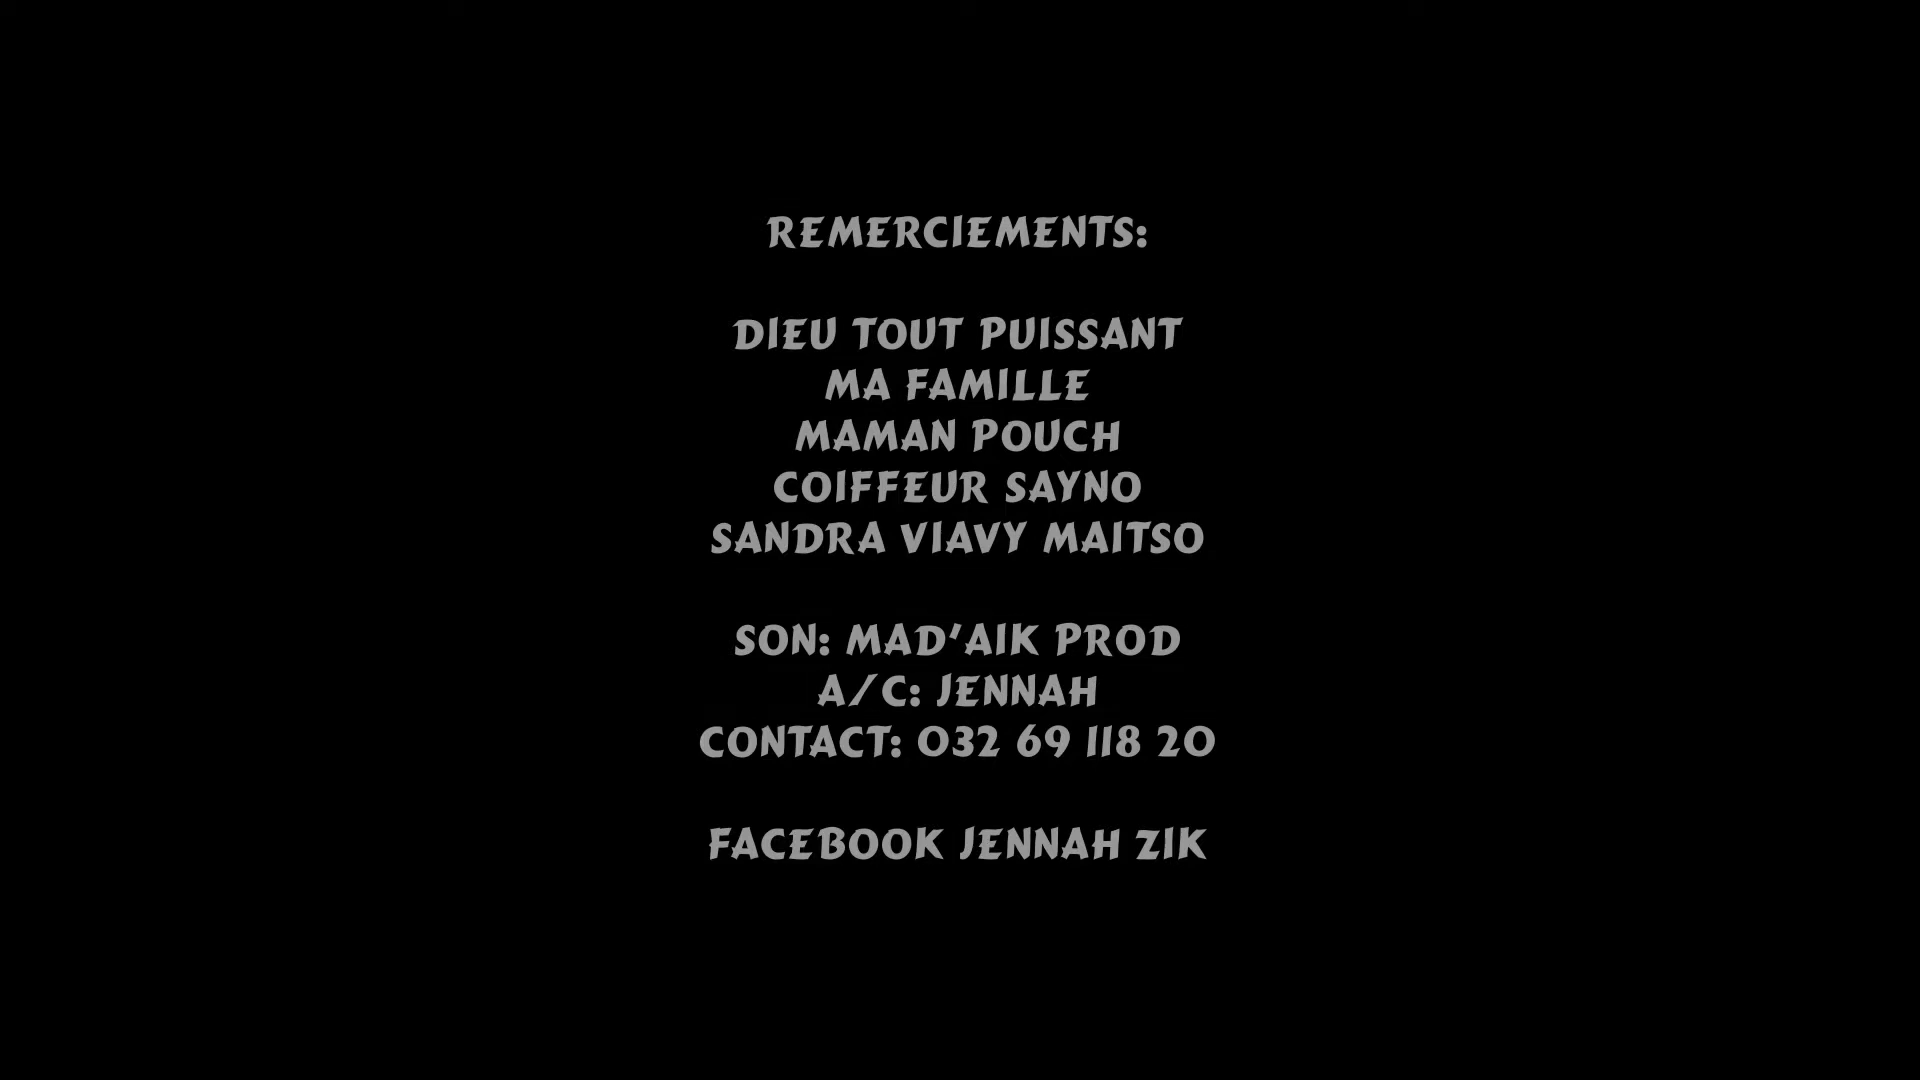 REMERCIEMENTS:
DIEU TOUT PUISSANT
MA FAMILLE
MAMAN POUCH
COIFFEUR SAYNO
SANDRA VIAVY MAITSO
SON: MAD'AIK PROD
A/C: JENNAH
CONTACT: 032 69 118 20
FACEBOOK JENNAH ZIK